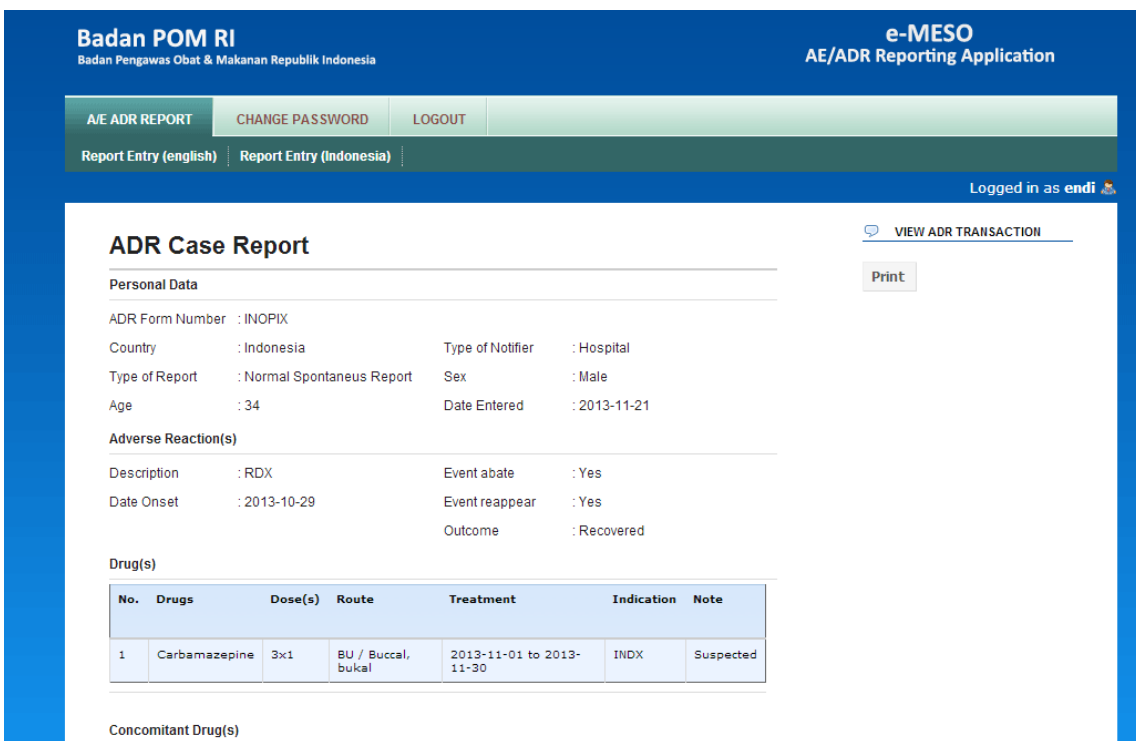 Badan POM RI
Badan Pengawas Obat & Makanan Republik Indonesia
e-MESO
AE/ADR Reporting Application
A/E ADR REPORT CHANGE PASSWORD LOGOUT
Report Entry (english) Report Entry (Indonesia)
Logged in as endi
VIEW ADR TRANSACTION
Print
ADR Case Report
Personal Data
ADR Form Number : INOPIX
Country : Indonesia Type of Notifier : Hospital
Type of Report : Normal Spontaneus Report Sex : Male
Age : 34 Date Entered : 2013-11-21
Adverse Reaction(s)
Description : RDX Event abate : Yes
Date Onset : 2013-10-29 Event reappear : Yes
Outcome : Recovered
Drug(s)
No. Drugs Dose(s) Route Treatment Indication Note
1 Carbamazepine 3×1 BU / Buccal, 2013-11-01 to 2013- INDX Suspected
bukal 11-30
Concomitant Drug(s)